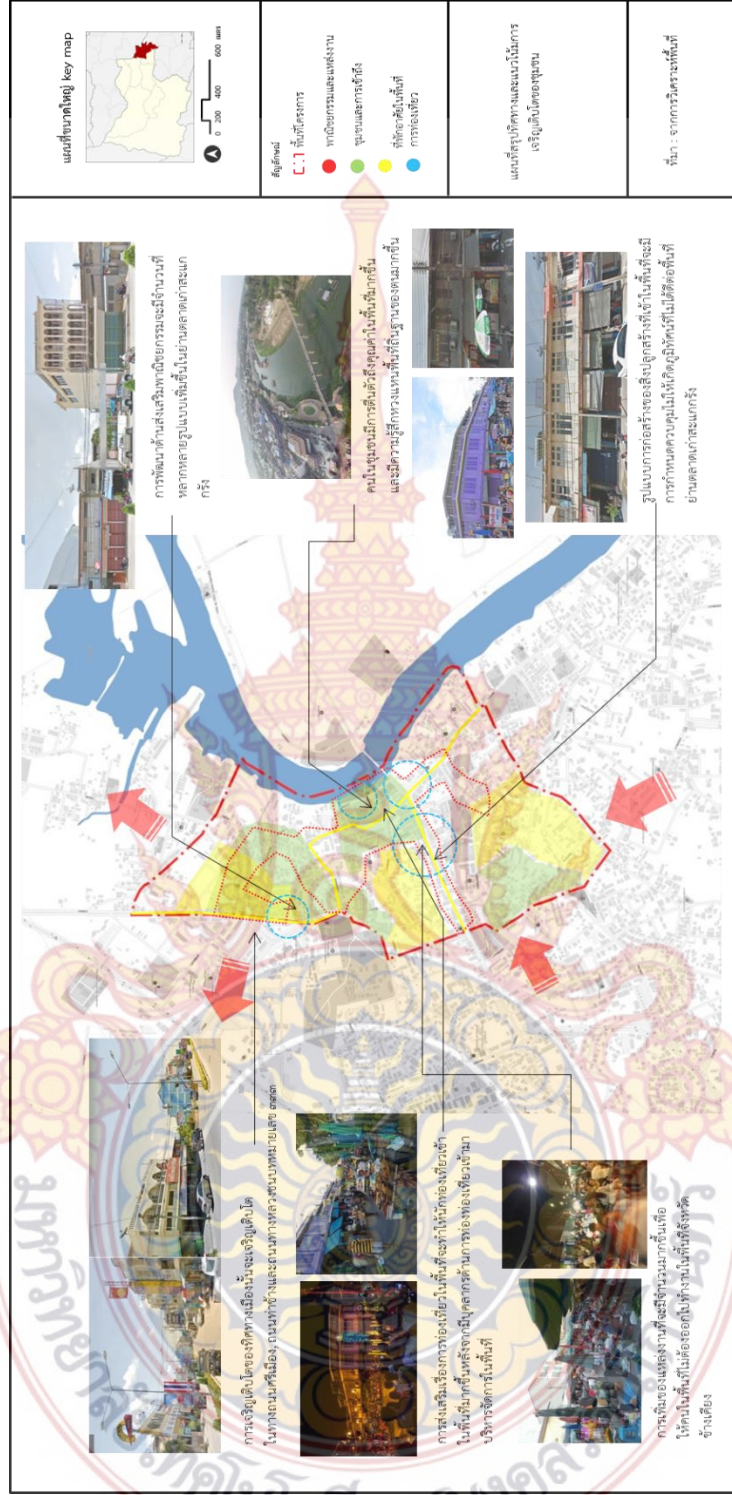 แผนที่ขนาดใหญ่ key map
0 200 400 600 เมตร
สัญลักษณ์
พื้นที่โครงการ
พาณิชยกรรมและแหล่งงาน
ชุมชนและการเข้าถึง
ที่พักอาศัยในพื้นที่
การท่องเที่ยว
แผนที่สรุปทิศทางและแนวโน้มการ
เจริญเติบโตของชุมชน
ที่มา : จากการวิเคราะห์พื้นที่
การพัฒนาด้านส่งเสริมพาณิชยกรรมจะมีจำนวนที่
หลากหลายรูปแบบเพิ่มขึ้นในย่านตลาดเก่าสะแก
กรัง
คนในชุมชนมีการตื่นตัวถึงคุณค่าในพื้นที่มากขึ้น
และมีความรู้สึกหวงแหนพื้นที่ถิ่นฐานของตนมากขึ้น
รูปแบบการก่อสร้างของสิ่งปลูกสร้างที่เข้าในพื้นที่จะมี
การกำหนดควบคุมไม่ให้เกิดภูมิทัศน์ที่ไม่ได้ดีต่อพื้นที่
ย่านตลาดเก่าสะแกกรัง
การเจริญเติบโตของทิศทางเมืองนั้นจะเจริญเติบโต
ในทางถนนศรีเมือง, ถนนท่าช้างและถนนทางหลวงชนบทหมายเลข ๓๓๓
การส่งเสริมเรื่องการท่องเที่ยวในพื้นที่จะทำให้นักท่องเที่ยวเข้า
ในพื้นที่มากขึ้นหลังจากมีบุคลากรด้านการท่องเที่ยวเข้ามา
บริหารจัดการในพื้นที่
การเพิ่มของแหล่งงานที่จะมีจำนวนมากขึ้นเพื่อ
ให้คนในพื้นที่ไม่ต้องออกไปทำงานในพื้นที่จังหวัด
ข้างเคียง